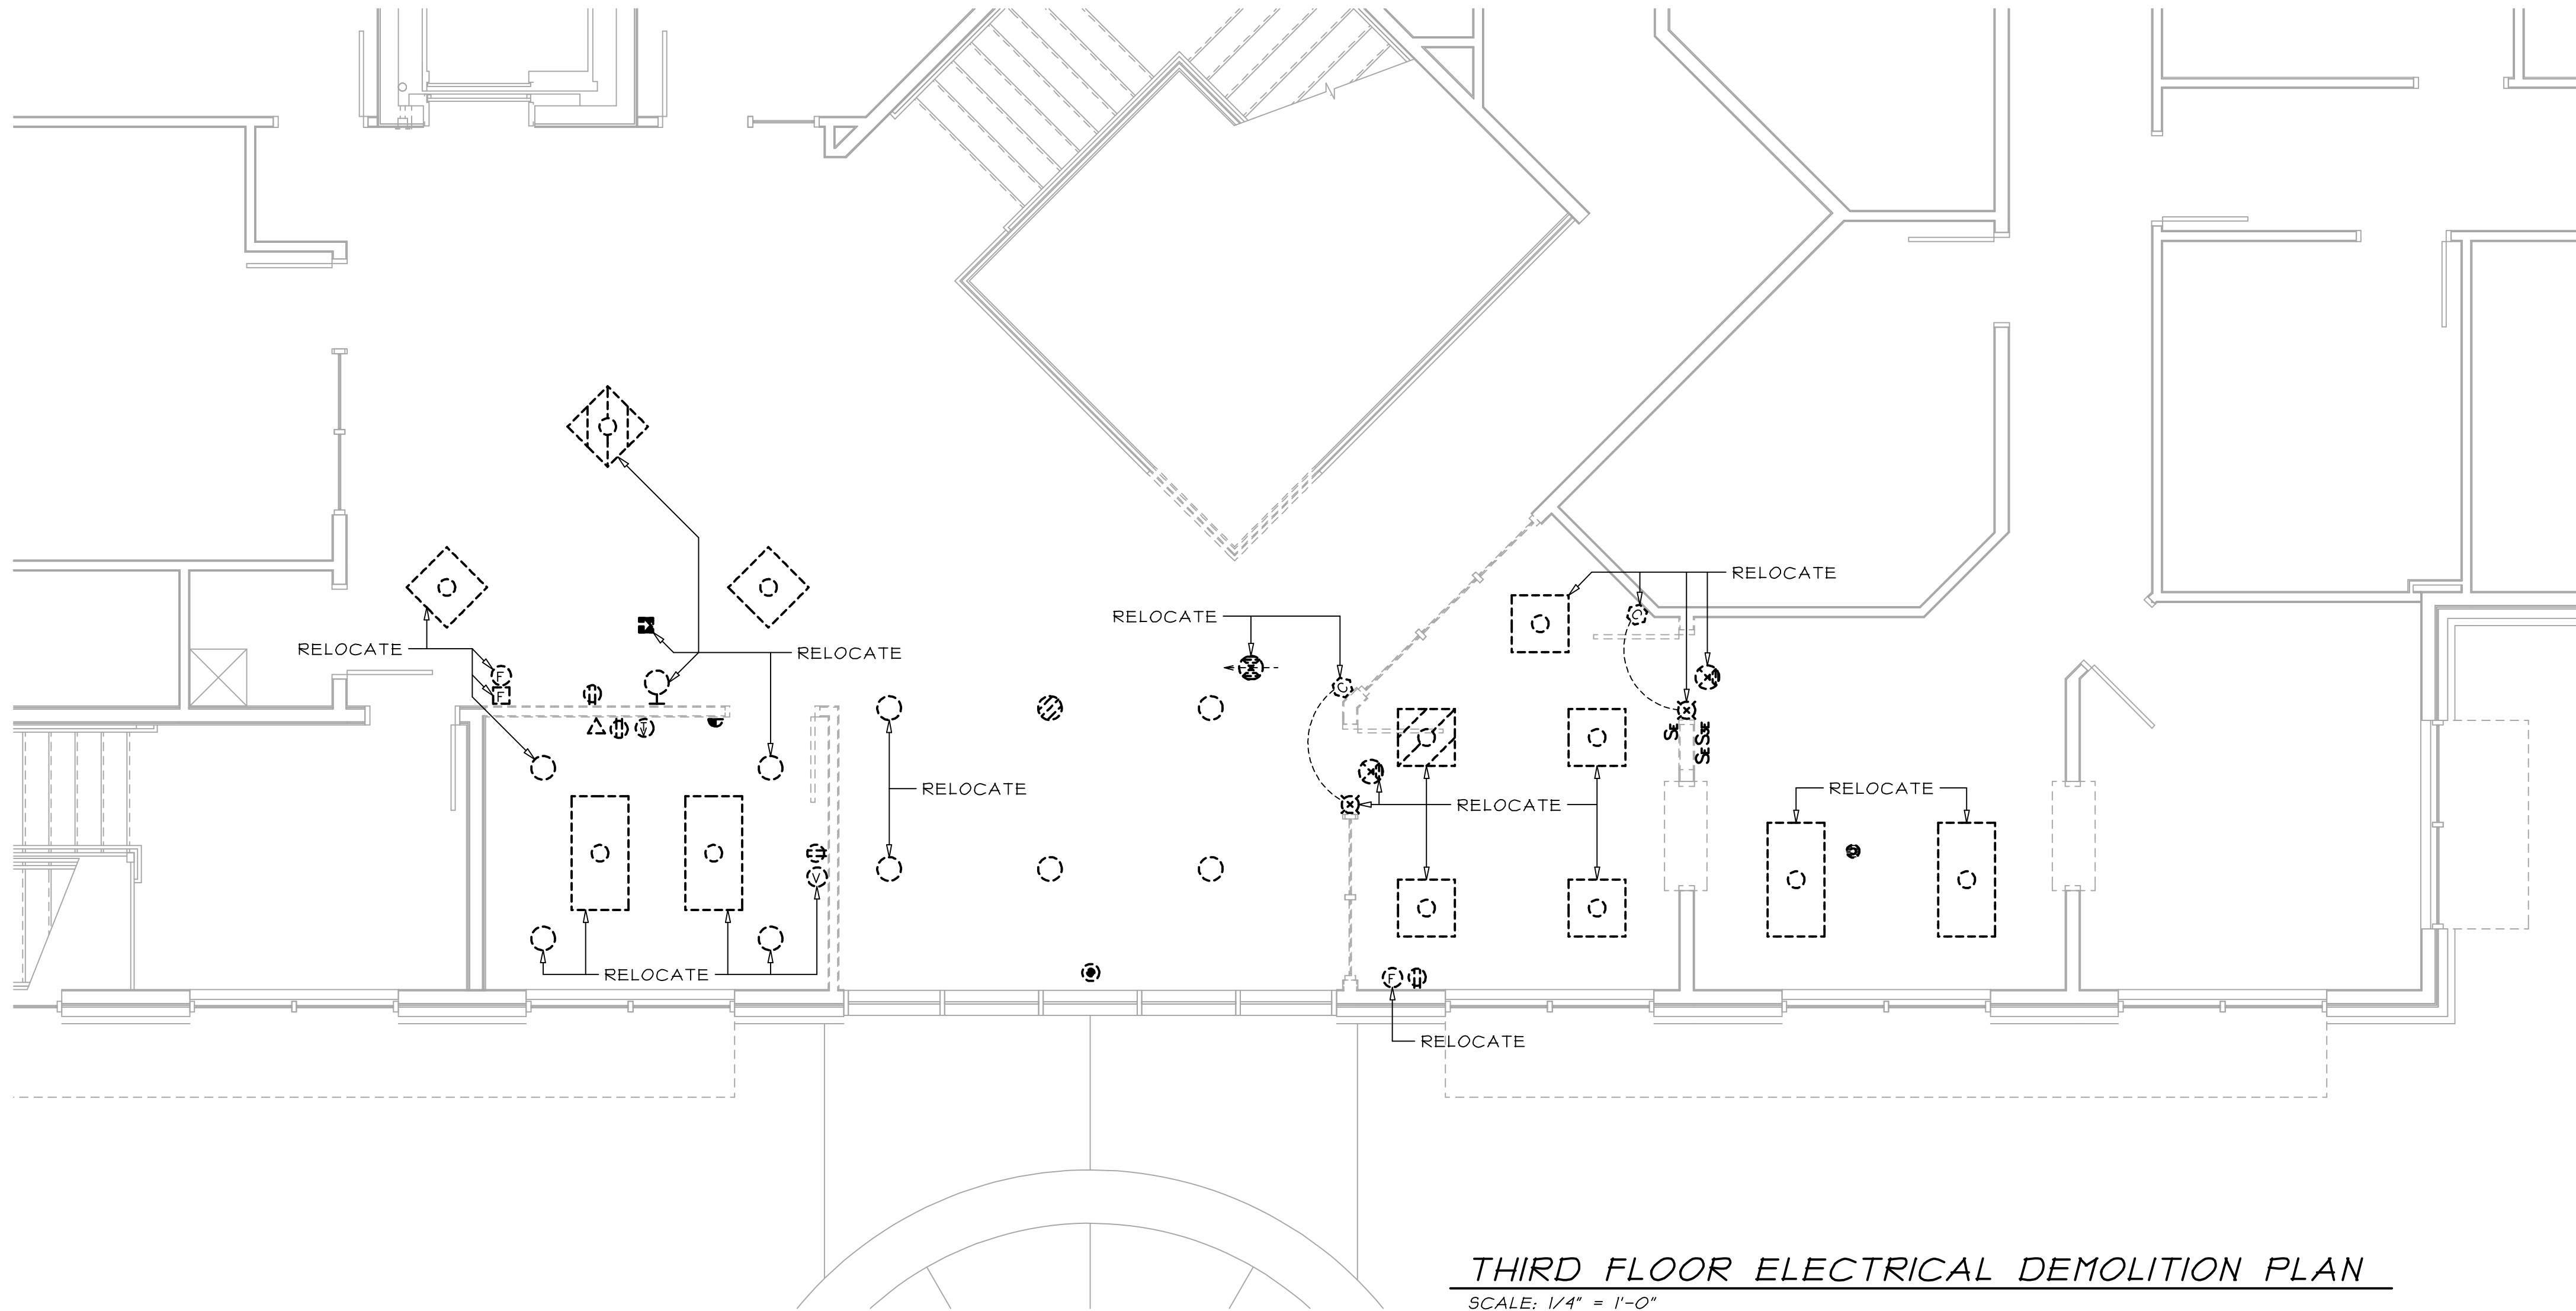 RELOCATE
RELOCATE
RELOCATE
RELOCATE
F
F
C
C
V
RELOCATE
RELOCATE
RELOCATE
V
RELOCATE
F
RELOCATE
THIRD FLOOR ELECTRICAL DEMOLITION PLAN
SCALE: 1/4" = 1'-0"